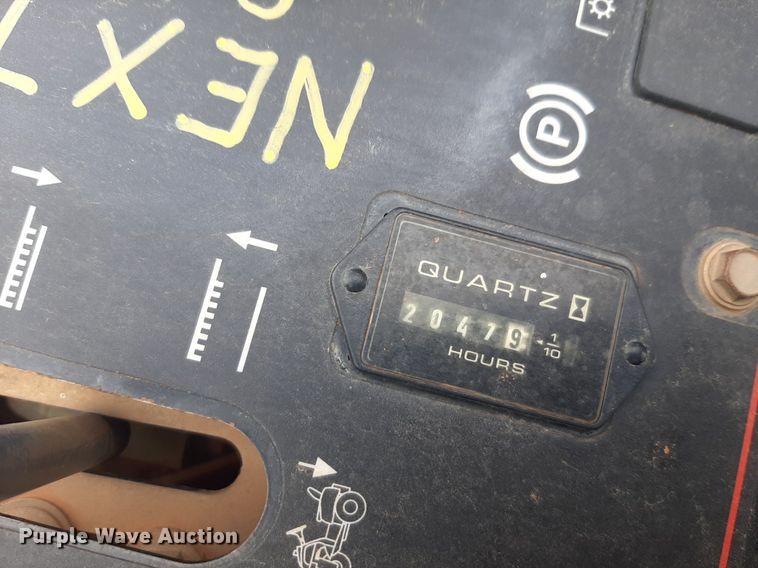 NEXT
P
QUARTZ
20479 1/10
HOURS
Purple Wave Auction